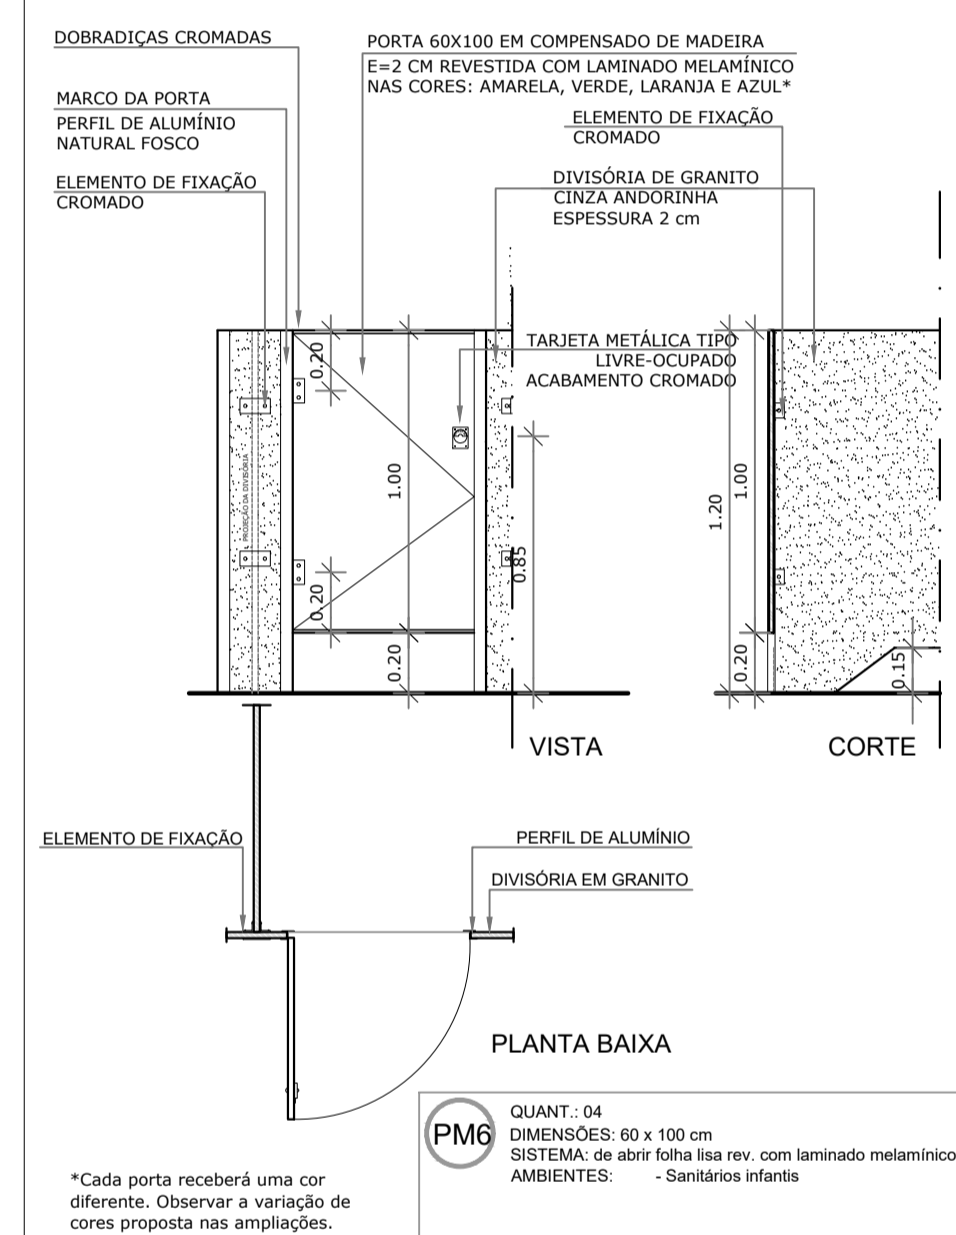 DOBRADIÇAS CROMADAS
PORTA 60X100 EM COMPENSADO DE MADEIRA
E=2 CM REVESTIDA COM LAMINADO MELAMÍNICO
NAS CORES: AMARELA, VERDE, LARANJA E AZUL*
MARCO DA PORTA
PERFIL DE ALUMÍNIO
NATURAL FOSCO
ELEMENTO DE FIXAÇÃO
CROMADO
ELEMENTO DE FIXAÇÃO
CROMADO
DIVISÓRIA DE GRANITO
CINZA ANDORINHA
ESPESSURA 2 cm
TARJETA METÁLICA TIPO
LIVRE-OCUPADO
ACABAMENTO CROMADO
0.20
1.00
PROJEÇÃO DA DIVISÓRIA
0.20
0.20
0.85
1.20
1.00
0.20
0.15
VISTA
CORTE
ELEMENTO DE FIXAÇÃO
PERFIL DE ALUMÍNIO
DIVISÓRIA EM GRANITO
PLANTA BAIXA
PM6
QUANT.: 04
DIMENSÕES: 60 x 100 cm
SISTEMA: de abrir folha lisa rev. com laminado melamínico
AMBIENTES: - Sanitários infantis
*Cada porta receberá uma cor
diferente. Observar a variação de
cores proposta nas ampliações.